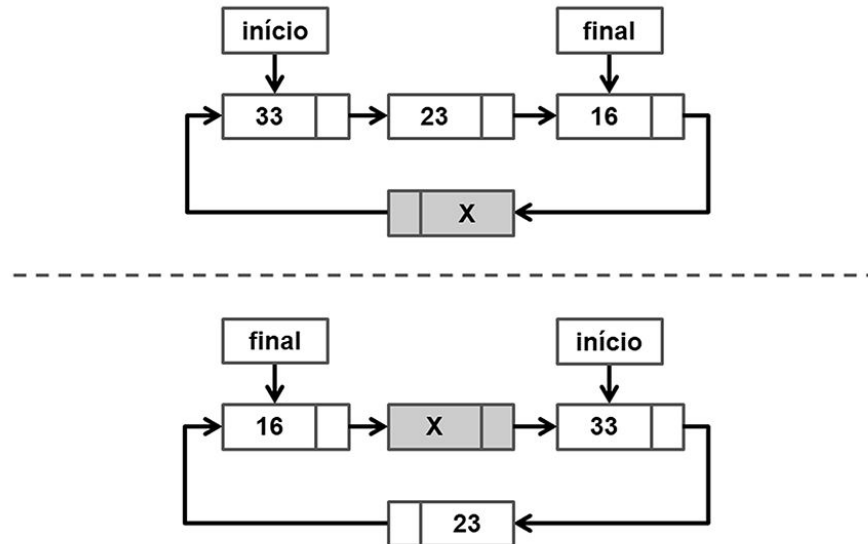 início final
33 23 16
X
final início
16 X 33
23